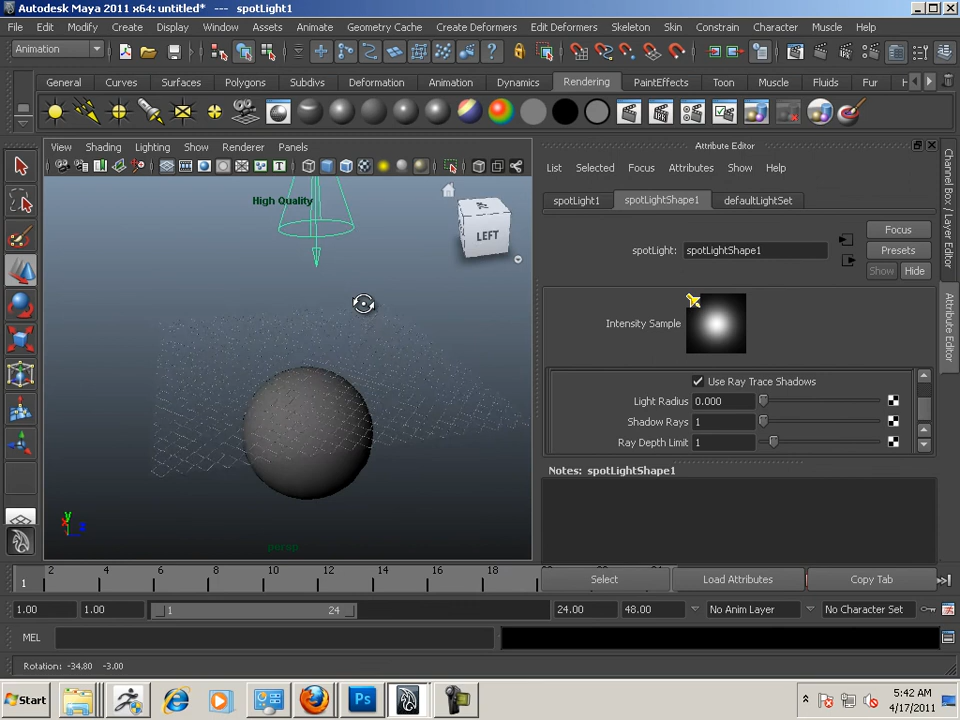 Autodesk Maya 2011 x64: untitled*   ---   spotLight1
File Edit Modify Create Display Window Assets Animate Geometry Cache Create Deformers Edit Deformers Skeleton Skin Constrain Character Muscle Help
Animation
General Curves Surfaces Polygons Subdivs Deformation Animation Dynamics Rendering PaintEffects Toon Muscle Fluids Fur H
View Shading Lighting Show Renderer Panels
High Quality
LEFT
persp
y
x
z
Attribute Editor
List Selected Focus Attributes Show Help
spotLight1 spotLightShape1 defaultLightSet
spotLight: spotLightShape1
Focus
Presets
Show Hide
Intensity Sample
Use Ray Trace Shadows
Light Radius 0.000
Shadow Rays 1
Ray Depth Limit 1
Notes: spotLightShape1
Select Load Attributes Copy Tab
Channel Box / Layer Editor
Attribute Editor
1 2 4 6 8 10 12 14 16 18
1.00 1.00 1 24 24.00 48.00 No Anim Layer No Character Set
MEL
Rotation: -34.80 -3.00
Start
Ps
5:42 AM
4/17/2011